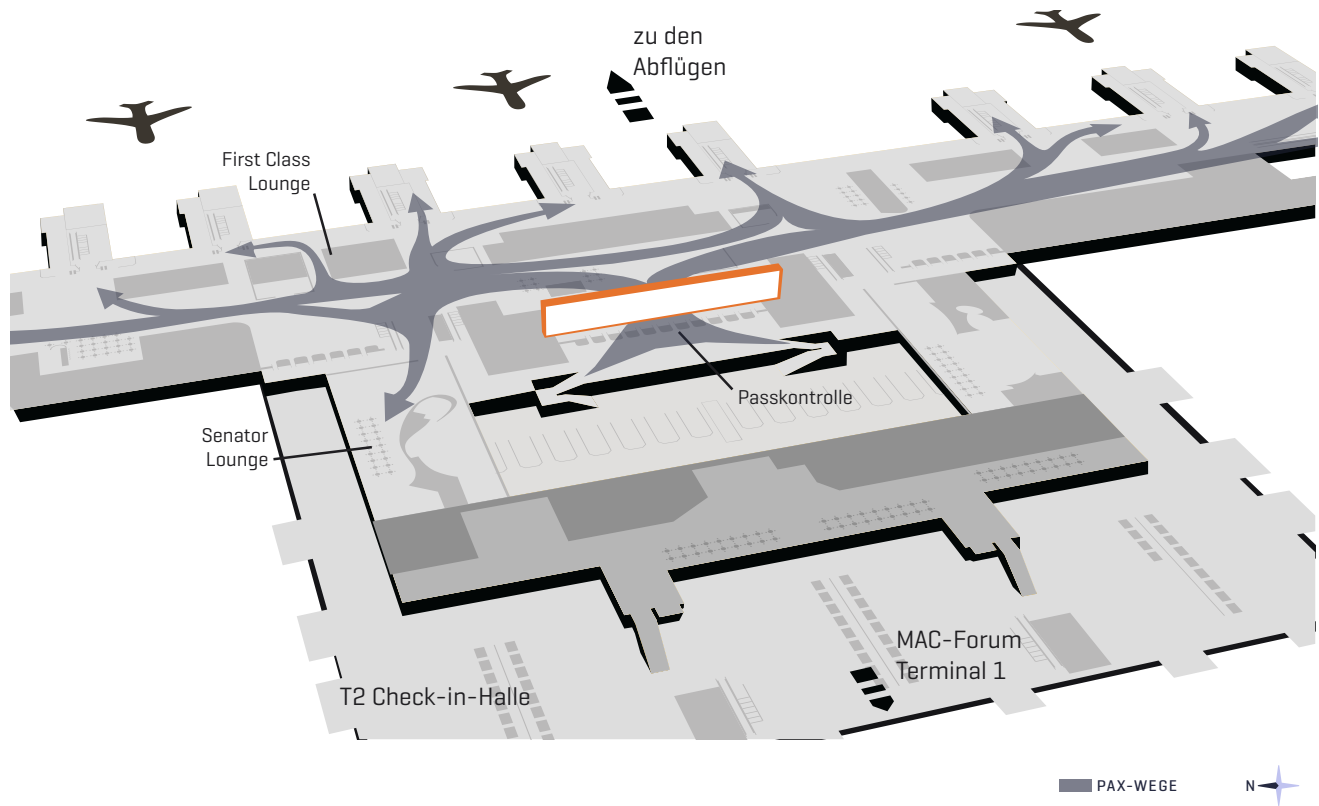 zu den
Abflügen
First Class
Lounge
Passkontrolle
Senator
Lounge
MAC-Forum
Terminal 1
T2 Check-in-Halle
PAX-WEGE
N